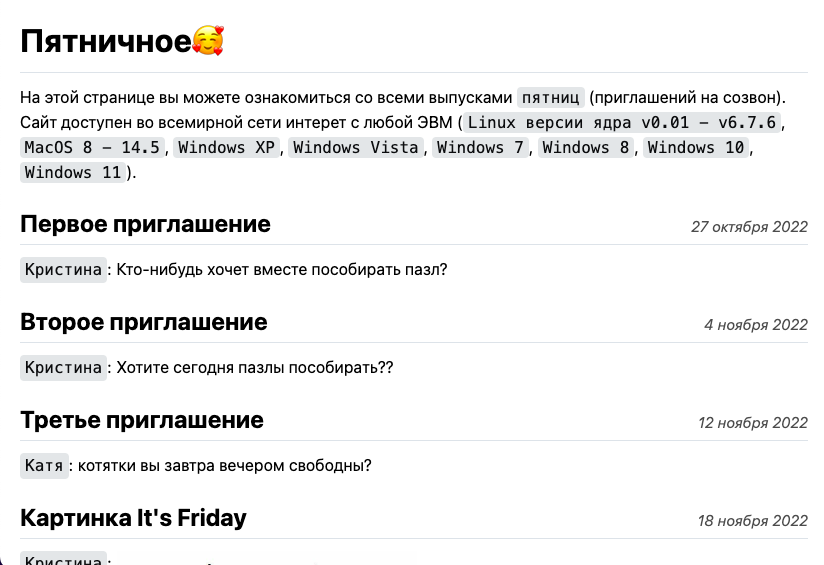 Пятничное🥰
На этой странице вы можете ознакомиться со всеми выпусками пятниц (приглашений на созвон).
Сайт доступен во всемирной сети интерет с любой ЭВМ (Linux версии ядра v0.01 – v6.7.6,
MacOS 8 – 14.5, Windows XP, Windows Vista, Windows 7, Windows 8, Windows 10,
Windows 11).
Первое приглашение 27 октября 2022
Кристина: Кто-нибудь хочет вместе пособирать пазл?
Второе приглашение 4 ноября 2022
Кристина: Хотите сегодня пазлы пособирать??
Третье приглашение 12 ноября 2022
Катя: котятки вы завтра вечером свободны?
Картинка It's Friday 18 ноября 2022
Кристина: